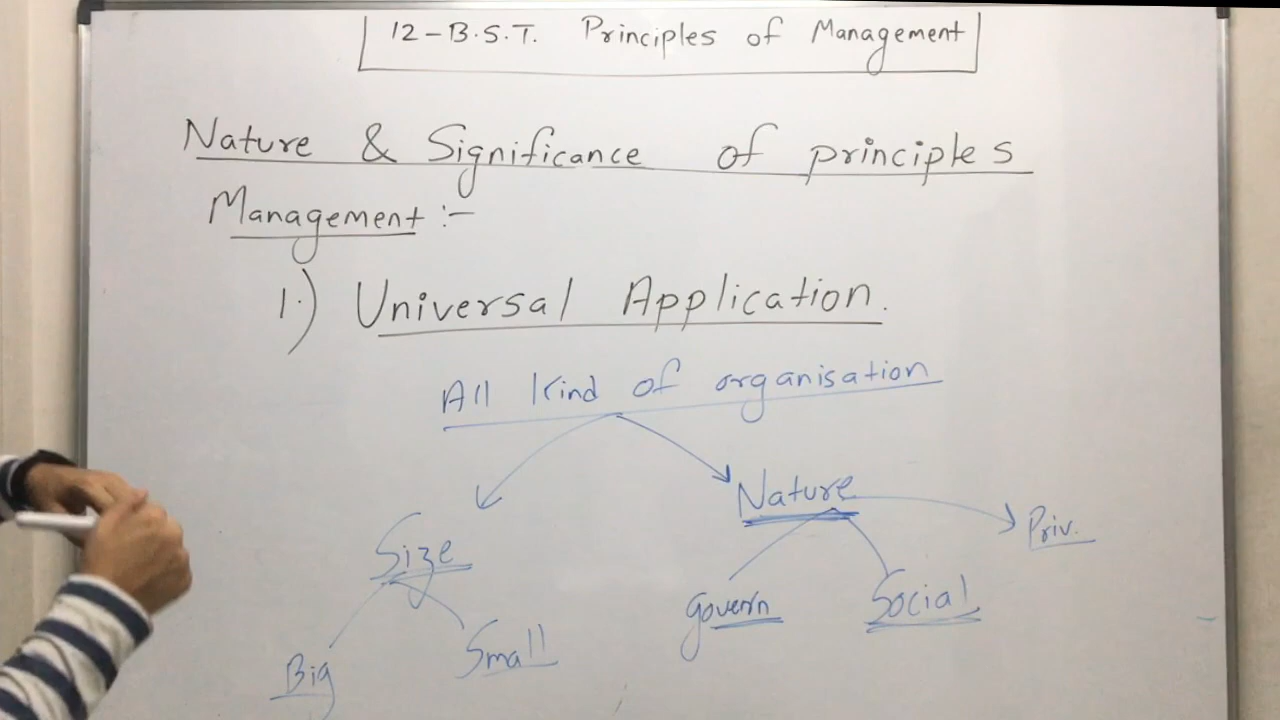 12-B.S.T. Principles of Management
Nature & Significance of principles
Management :-
1.) Universal Application.
All kind of organisation
Size
Nature
Priv.
Big
Small
Govern
Social